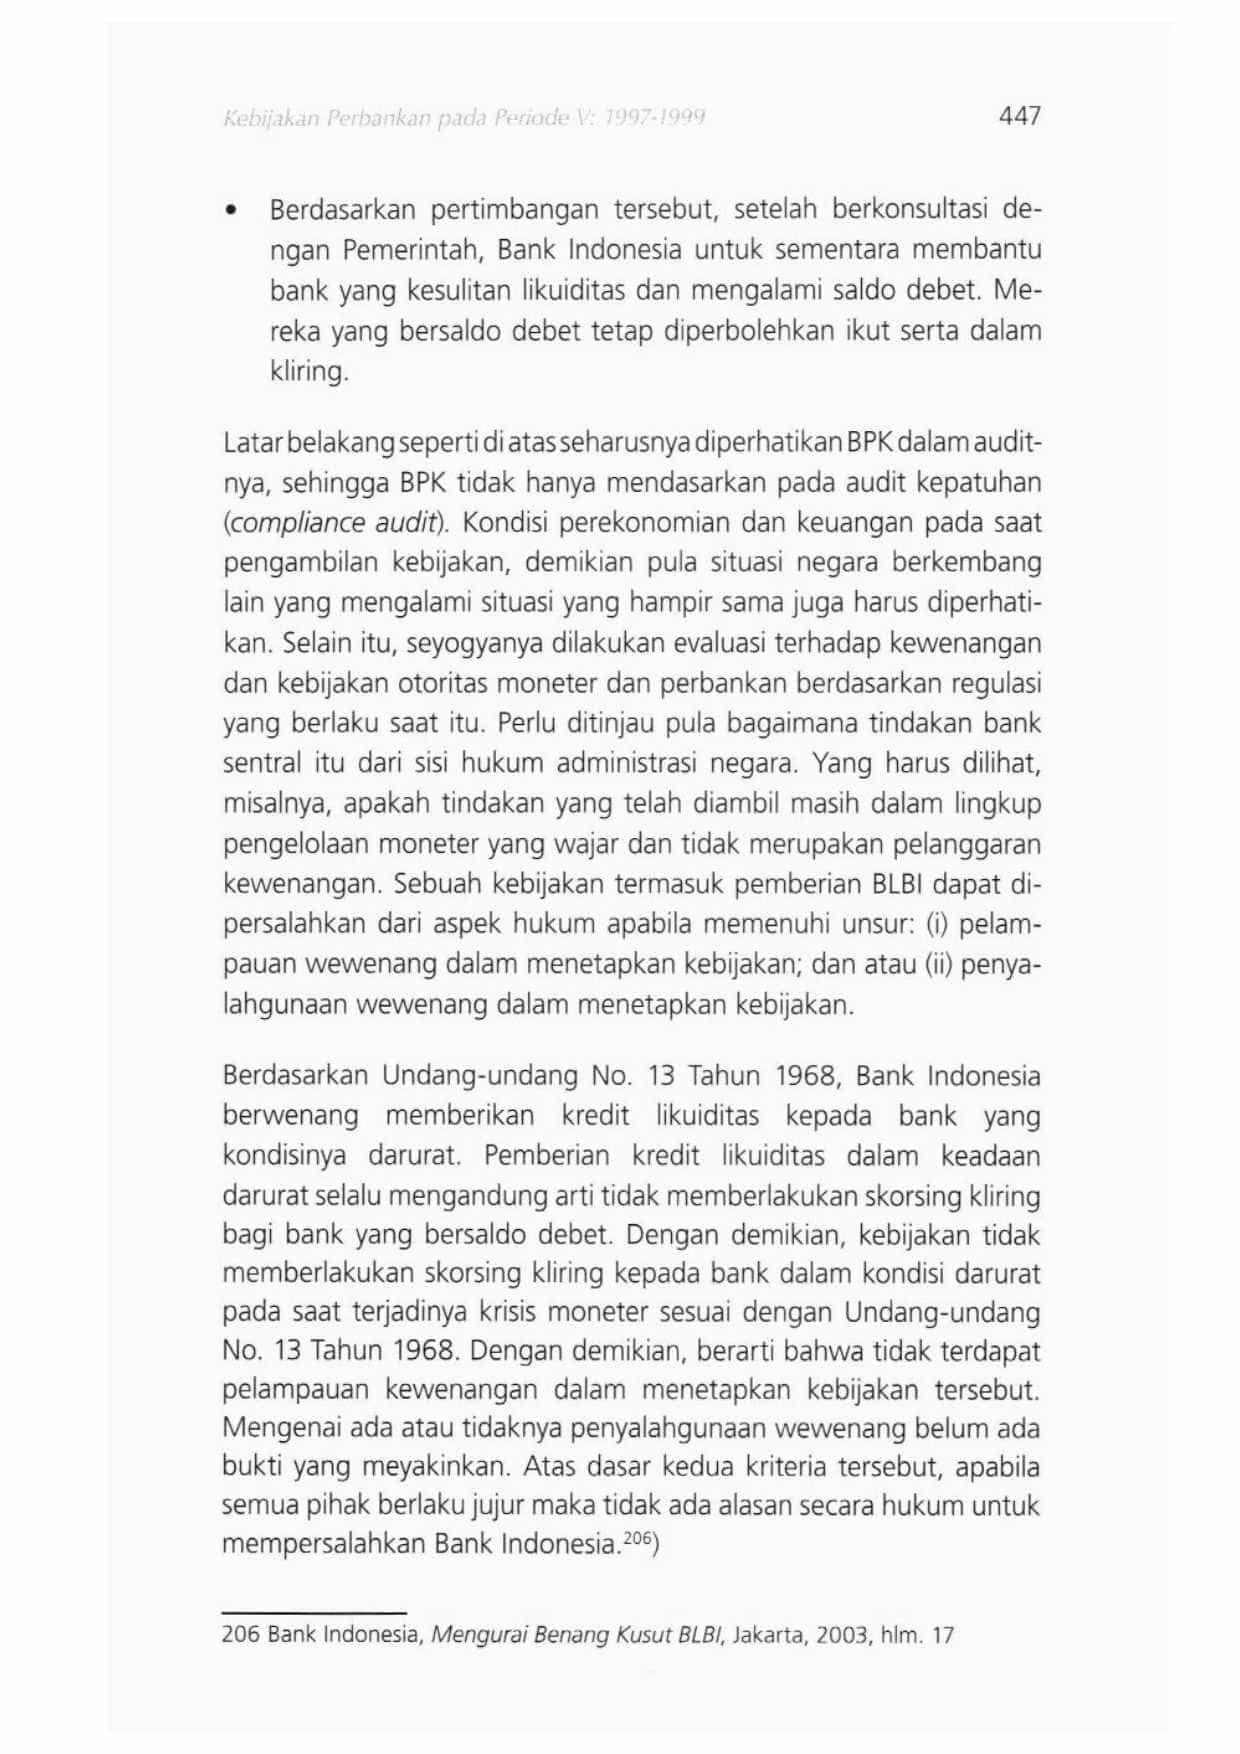 Kebijakan Perbankan pada Periode V: 1997-1999 447
• Berdasarkan pertimbangan tersebut, setelah berkonsultasi de-
ngan Pemerintah, Bank Indonesia untuk sementara membantu
bank yang kesulitan likuiditas dan mengalami saldo debet. Me-
reka yang bersaldo debet tetap diperbolehkan ikut serta dalam
kliring.
Latar belakang seperti di atas seharusnya diperhatikan BPK dalam audit-
nya, sehingga BPK tidak hanya mendasarkan pada audit kepatuhan
(compliance audit). Kondisi perekonomian dan keuangan pada saat
pengambilan kebijakan, demikian pula situasi negara berkembang
lain yang mengalami situasi yang hampir sama juga harus diperhati-
kan. Selain itu, seyogyanya dilakukan evaluasi terhadap kewenangan
dan kebijakan otoritas moneter dan perbankan berdasarkan regulasi
yang berlaku saat itu. Perlu ditinjau pula bagaimana tindakan bank
sentral itu dari sisi hukum administrasi negara. Yang harus dilihat,
misalnya, apakah tindakan yang telah diambil masih dalam lingkup
pengelolaan moneter yang wajar dan tidak merupakan pelanggaran
kewenangan. Sebuah kebijakan termasuk pemberian BLBI dapat di-
persalahkan dari aspek hukum apabila memenuhi unsur: (i) pelam-
pauan wewenang dalam menetapkan kebijakan; dan atau (ii) penya-
lahgunaan wewenang dalam menetapkan kebijakan.
Berdasarkan Undang-undang No. 13 Tahun 1968, Bank Indonesia
berwenang memberikan kredit likuiditas kepada bank yang
kondisinya darurat. Pemberian kredit likuiditas dalam keadaan
darurat selalu mengandung arti tidak memberlakukan skorsing kliring
bagi bank yang bersaldo debet. Dengan demikian, kebijakan tidak
memberlakukan skorsing kliring kepada bank dalam kondisi darurat
pada saat terjadinya krisis moneter sesuai dengan Undang-undang
No. 13 Tahun 1968. Dengan demikian, berarti bahwa tidak terdapat
pelampauan kewenangan dalam menetapkan kebijakan tersebut.
Mengenai ada atau tidaknya penyalahgunaan wewenang belum ada
bukti yang meyakinkan. Atas dasar kedua kriteria tersebut, apabila
semua pihak berlaku jujur maka tidak ada alasan secara hukum untuk
mempersalahkan Bank Indonesia.206)
206 Bank Indonesia, Mengurai Benang Kusut BLBI, Jakarta, 2003, hlm. 17